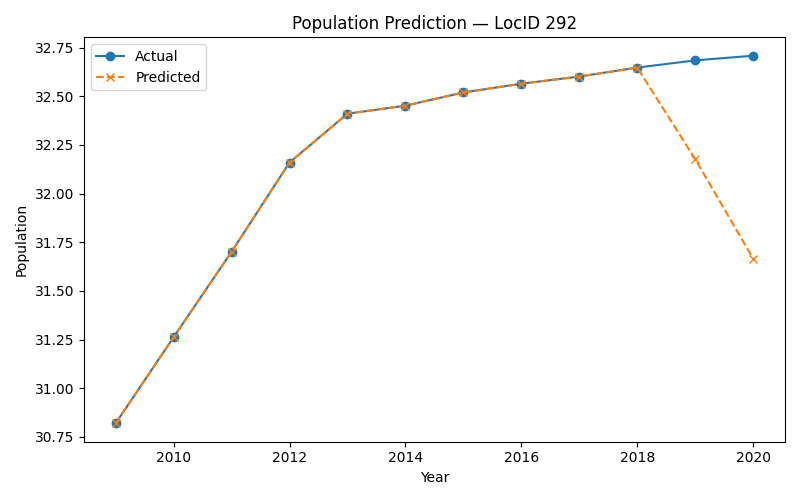 Population Prediction — LocID 292
Actual
Predicted
Population
32.75
32.50
32.25
32.00
31.75
31.50
31.25
31.00
30.75
2010 2012 2014 2016 2018 2020
Year